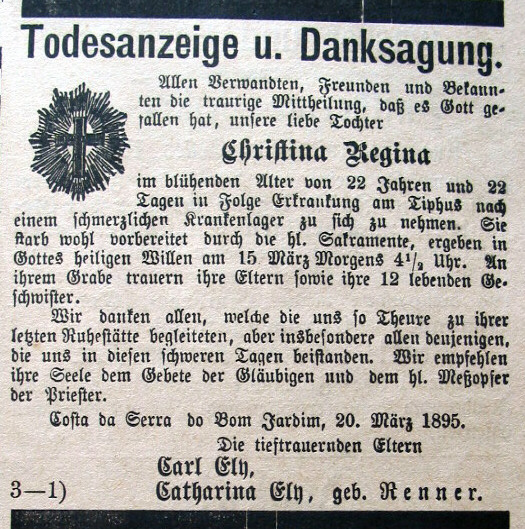 Todesanzeige u. Danksagung.
Allen Verwandten, Freunden und Bekann-
ten die traurige Mittheilung, daß es Gott ge-
fallen hat, unsere liebe Tochter
Christina Regina
im blühenden Alter von 22 Jahren und 22
Tagen in Folge Erkrankung am Tiphus nach
einem schmerzlichen Krankenlager zu sich zu nehmen. Sie
starb wohl vorbereitet durch die hl. Sakramente, ergeben in
Gottes heiligen Willen am 15 März Morgens 4½ Uhr. An
ihrem Grabe trauern ihre Eltern sowie ihre 12 lebenden Ge-
schwister.
Wir danken allen, welche die uns so Theure zu ihrer
letzten Ruhestätte begleiteten, aber insbesondere allen deujenigen,
die uns in diesen schweren Tagen beistanden. Wir empfehlen
ihre Seele dem Gebete der Gläubigen und dem hl. Meßopfer
der Priester.
Costa da Serra do Bom Jardim, 20. März 1895.
Die tieftrauernden Eltern
Carl Ely,
3—1) Catharina Ely, geb. Renner.